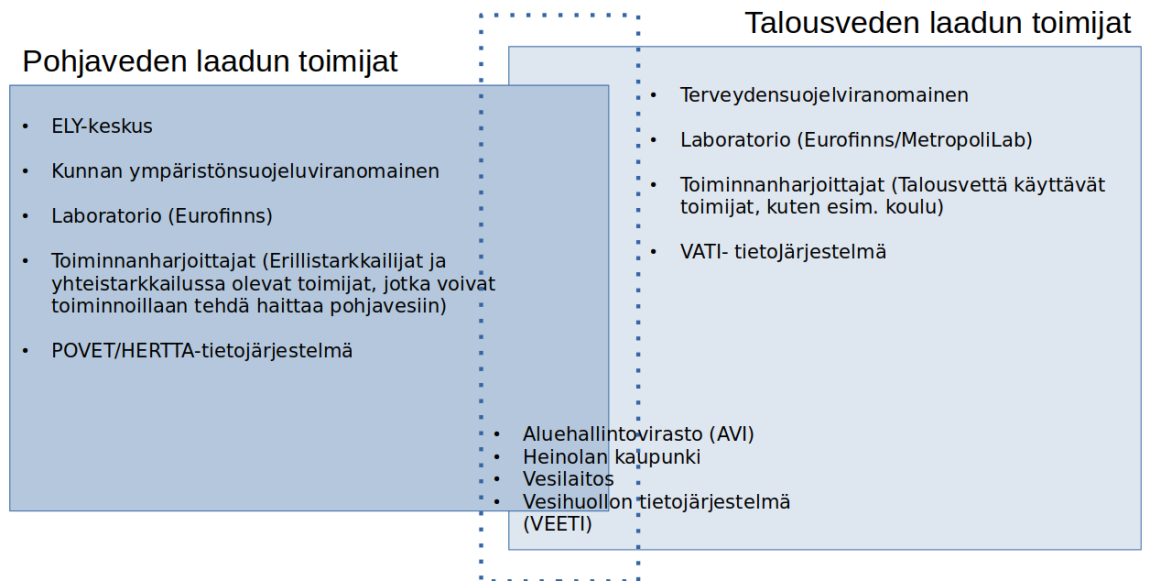 Pohjaveden laadun toimijat
• ELY-keskus
• Kunnan ympäristönsuojeluviranomainen
• Laboratorio (Eurofinns)
• Toiminnanharjoittajat (Erillistarkkailijat ja
yhteistarkkailussa olevat toimijat, jotka voivat
toiminnoillaan tehdä haittaa pohjavesiin)
• POVET/HERTTA-tietojärjestelmä
Talousveden laadun toimijat
• Terveydensuojelviranomainen
• Laboratorio (Eurofinns/MetropoliLab)
• Toiminnanharjoittajat (Talousvettä käyttävät
toimijat, kuten esim. koulu)
• VATI- tietoJärjestelmä
• Aluehallintovirasto (AVI)
• Heinolan kaupunki
• Vesilaitos
• Vesihuollon tietojärjestelmä
(VEETI)